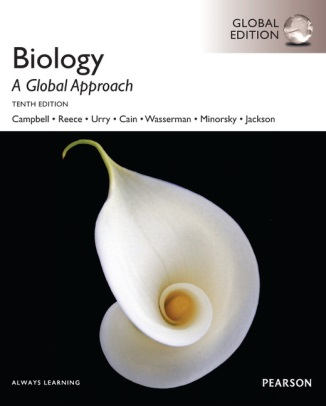 GLOBAL
EDITION
Biology
A Global Approach
TENTH EDITION
Campbell • Reece • Urry • Cain • Wasserman • Minorsky • Jackson
ALWAYS LEARNING
PEARSON